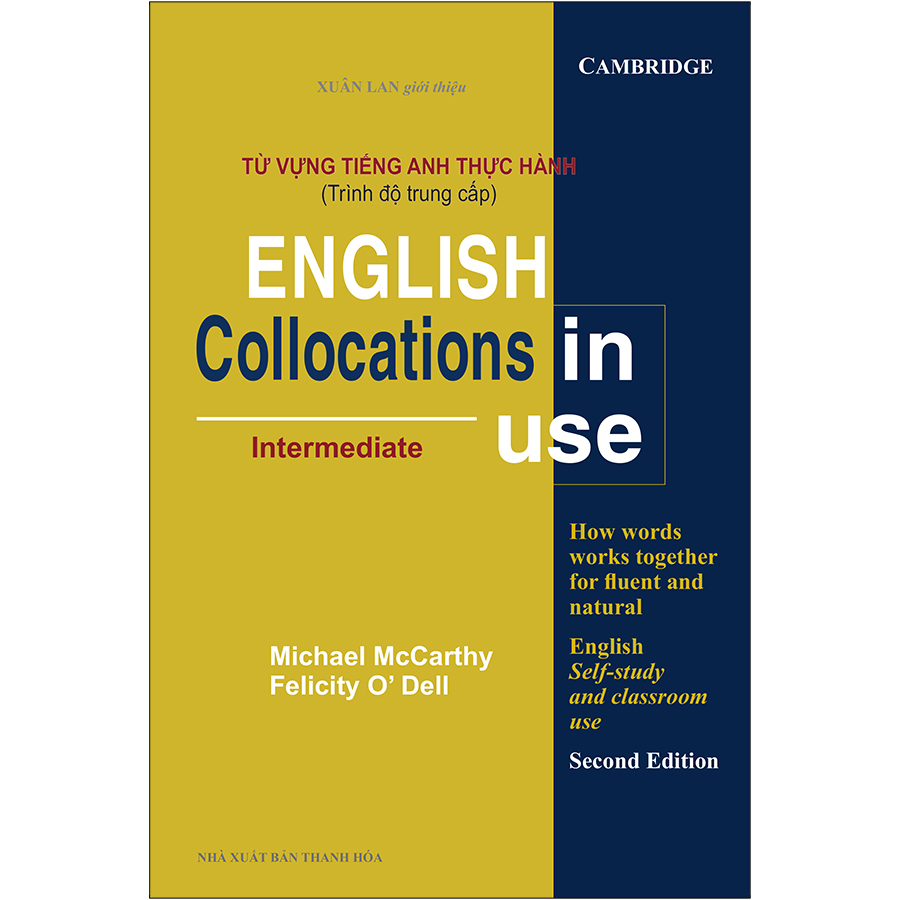 CAMBRIDGE
XUÂN LAN giới thiệu
TỪ VỰNG TIẾNG ANH THỰC HÀNH
(Trình độ trung cấp)
ENGLISH
Collocations in
use
Intermediate
How words
works together
for fluent and
natural
English
Self-study
and classroom
use
Second Edition
Michael McCarthy
Felicity O’ Dell
NHÀ XUẤT BẢN THANH HÓA